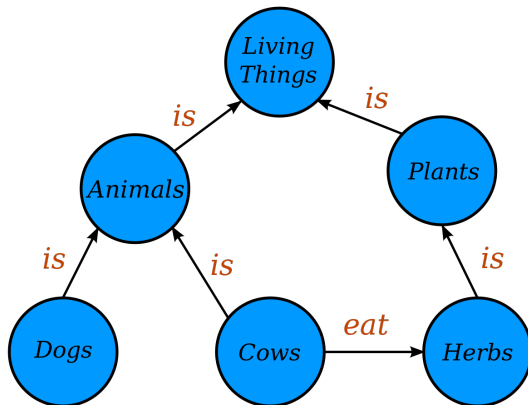 Living
Things
is
is
Animals
Plants
is
is
is
eat
Dogs
Cows
Herbs